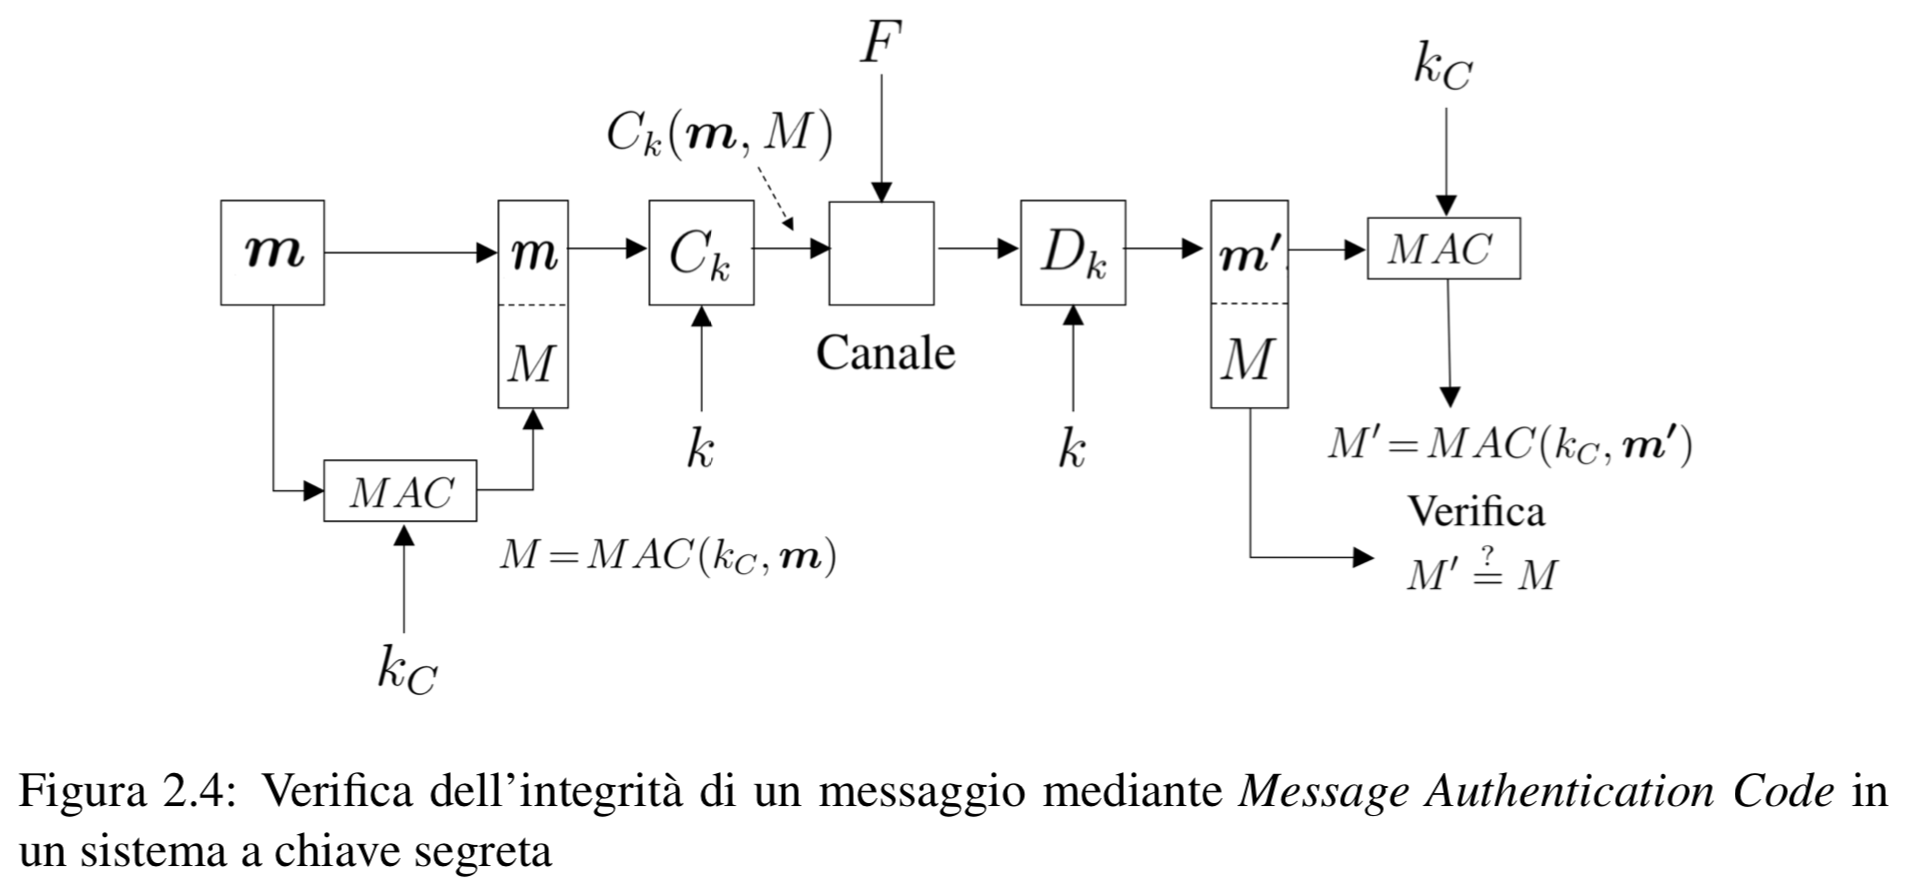 F
k_C
C_k(m, M)
m
m
C_k
D_k
m′
MAC
M
Canale
M
k
k
M′=MAC(k_C, m′)
MAC
Verifica
M=MAC(k_C, m)
M′ ≟ M
k_C
Figura 2.4: Verifica dell’integrità di un messaggio mediante Message Authentication Code in
un sistema a chiave segreta